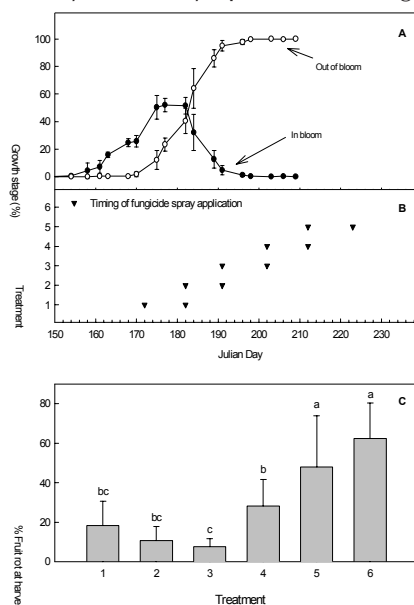 A
100
80
60
40
20
0
Out of bloom
In bloom
Growth stage (%)
B
Timing of fungicide spray application
6
5
4
3
2
1
Treatment
150 160 170 180 190 200 210 220 230
Julian Day
C
80
60
40
20
0
bc bc c b a a
% Fruit rot at harve
1 2 3 4 5 6
Treatment